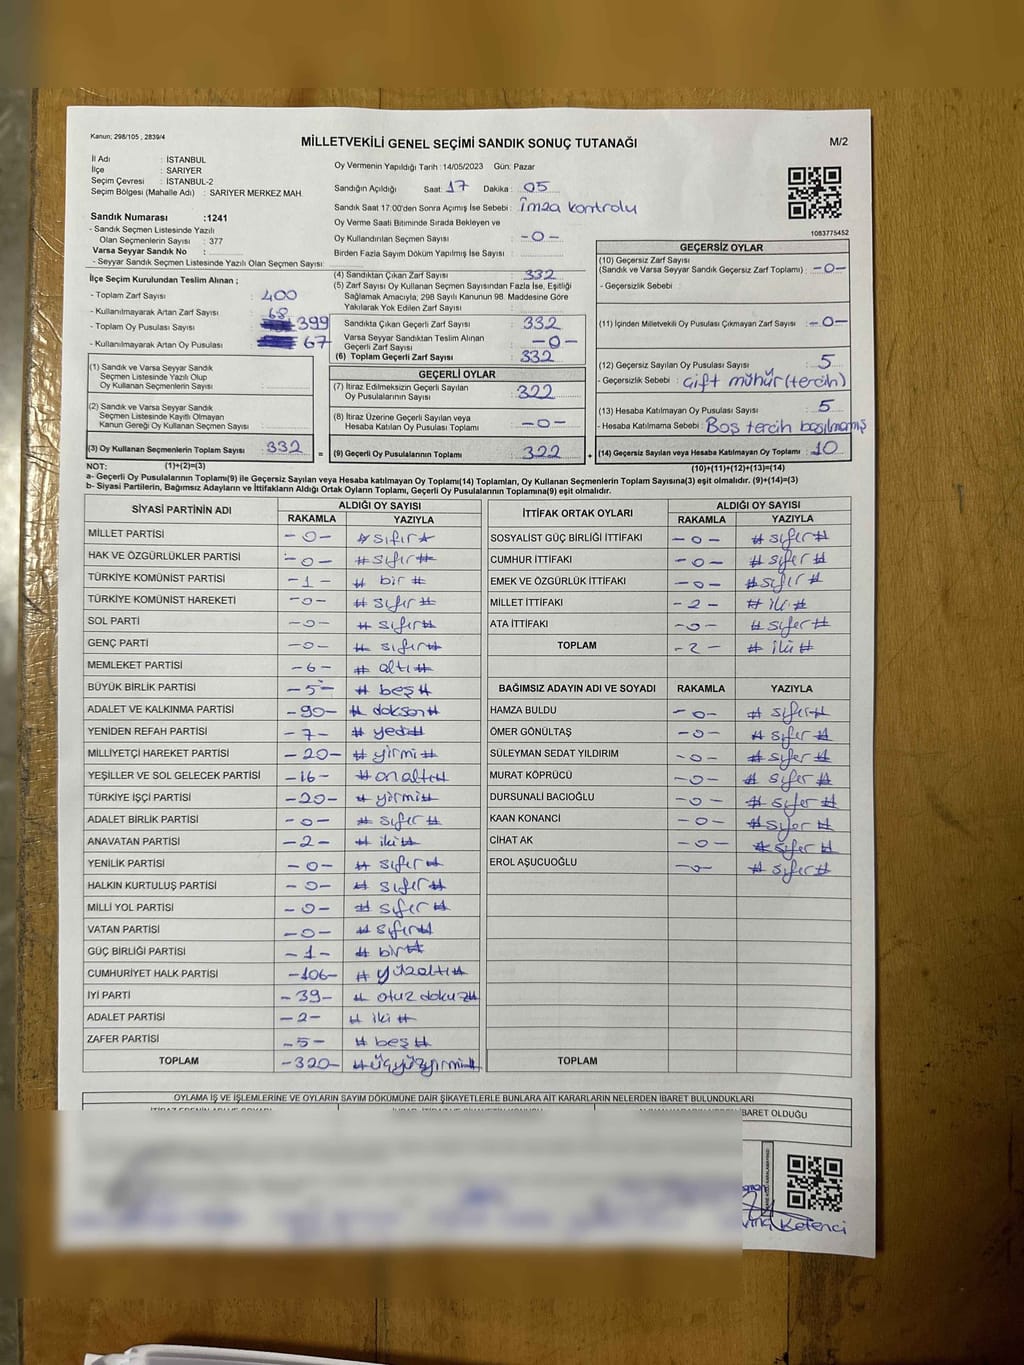 Kanun; 298/105 , 2839/4
MİLLETVEKİLİ GENEL SEÇİMİ SANDIK SONUÇ TUTANAĞI
M/2
İl Adı : İSTANBUL
İlçe : SARIYER
Seçim Çevresi : İSTANBUL-2
Seçim Bölgesi (Mahalle Adı) : SARIYER MERKEZ MAH.
Sandık Numarası :1241
- Sandık Seçmen Listesinde Yazılı
Olan Seçmenlerin Sayısı : 377
Varsa Seyyar Sandık No :
- Seyyar Sandık Seçmen Listesinde Yazılı Olan Seçmen Sayısı:
İlçe Seçim Kurulundan Teslim Alınan ;
- Toplam Zarf Sayısı : 400
- Kullanılmayarak Artan Zarf Sayısı : 68
- Toplam Oy Pusulası Sayısı : 399
- Kullanılmayarak Artan Oy Pusulası : 67
(1) Sandık ve Varsa Seyyar Sandık
Seçmen Listesinde Yazılı Olup
Oy Kullanan Seçmenlerin Sayısı :
(2) Sandık ve Varsa Seyyar Sandık
Seçmen Listesinde Kayıtlı Olmayan
Kanun Gereği Oy Kullanan Seçmen Sayısı :
(3) Oy Kullanan Seçmenlerin Toplam Sayısı : 332 =
Oy Vermenin Yapıldığı Tarih :14/05/2023 Gün: Pazar
Sandığın Açıldığı Saat: 17 Dakika : 05
Sandık Saat 17:00'den Sonra Açımış İse Sebebi : İmza kontrolu
Oy Verme Saati Bitiminde Sırada Bekleyen ve
Oy Kullandırılan Seçmen Sayısı : -0-
Birden Fazla Sayım Döküm Yapılmış İse Sayısı :
(4) Sandıktan Çıkan Zarf Sayısı : 332
(5) Zarf Sayısı Oy Kullanan Seçmen Sayısından Fazla İse, Eşitliği
Sağlamak Amacıyla; 298 Sayılı Kanunun 98. Maddesine Göre
Yakılarak Yok Edilen Zarf Sayısı :
Sandıkta Çıkan Geçerli Zarf Sayısı : 332
Varsa Seyyar Sandıktan Teslim Alınan
Geçerli Zarf Sayısı : -0-
(6) Toplam Geçerli Zarf Sayısı : 332
GEÇERLİ OYLAR
(7) İtiraz Edilmeksizin Geçerli Sayılan
Oy Pusulalarının Sayısı : 322
(8) İtiraz Üzerine Geçerli Sayılan veya
Hesaba Katılan Oy Pusulası Toplamı : -0-
(9) Geçerli Oy Pusulalarının Toplamı : 322 +
1083775452
GEÇERSİZ OYLAR
(10) Geçersiz Zarf Sayısı
(Sandık ve Varsa Seyyar Sandık Geçersiz Zarf Toplamı) : -0-
- Geçersizlik Sebebi :
(11) İçinden Milletvekili Oy Pusulası Çıkmayan Zarf Sayısı : -0-
(12) Geçersiz Sayılan Oy Pusulası Sayısı : 5
- Geçersizlik Sebebi : çift mühür (tercih)
(13) Hesaba Katılmayan Oy Pusulası Sayısı : 5
- Hesaba Katılmama Sebebi : Boş tercih basılmamış
(14) Geçersiz Sayılan veya Hesaba Katılmayan Oy Toplamı : 10
NOT: (1)+(2)=(3)
(10)+(11)+(12)+(13)=(14)
a- Geçerli Oy Pusulalarının Toplamı(9) ile Geçersiz Sayılan veya Hesaba katılmayan Oy Toplamı(14) Toplamları, Oy Kullanan Seçmenlerin Toplam Sayısına(3) eşit olmalıdır. (9)+(14)=(3)
b- Siyasi Partilerin, Bağımsız Adayların ve İttifakların Aldığı Ortak Oyların Toplamı, Geçerli Oy Pusulalarının Toplamına(9) eşit olmalıdır.
SİYASİ PARTİNİN ADI ALDIĞI OY SAYISI
RAKAMLA YAZIYLA
MİLLET PARTİSİ -0- # sıfır #
HAK VE ÖZGÜRLÜKLER PARTİSİ -0- # sıfır #
TÜRKİYE KOMÜNİST PARTİSİ -1- # bir #
TÜRKİYE KOMÜNİST HAREKETİ -0- # sıfır #
SOL PARTİ -0- # sıfır #
GENÇ PARTİ -0- # sıfır #
MEMLEKET PARTİSİ -6- # altı #
BÜYÜK BİRLİK PARTİSİ -5- # beş #
ADALET VE KALKINMA PARTİSİ -90- # doksan #
YENİDEN REFAH PARTİSİ -7- # yedi #
MİLLİYETÇİ HAREKET PARTİSİ -20- # yirmi #
YEŞİLLER VE SOL GELECEK PARTİSİ -16- # onaltı #
TÜRKİYE İŞÇİ PARTİSİ -20- # yirmi #
ADALET BİRLİK PARTİSİ -0- # sıfır #
ANAVATAN PARTİSİ -2- # iki #
YENİLİK PARTİSİ -0- # sıfır #
HALKIN KURTULUŞ PARTİSİ -0- # sıfır #
MİLLİ YOL PARTİSİ -0- # sıfır #
VATAN PARTİSİ -0- # sıfır #
GÜÇ BİRLİĞİ PARTİSİ -1- # bir #
CUMHURİYET HALK PARTİSİ -106- # yüzaltı #
İYİ PARTİ -39- # otuz dokuz #
ADALET PARTİSİ -2- # iki #
ZAFER PARTİSİ -5- # beş #
TOPLAM -320- # üçyüzyirmi #
İTTİFAK ORTAK OYLARI ALDIĞI OY SAYISI
RAKAMLA YAZIYLA
SOSYALİST GÜÇ BİRLİĞİ İTTİFAKI -0- # sıfır #
CUMHUR İTTİFAKI -0- # sıfır #
EMEK VE ÖZGÜRLÜK İTTİFAKI -0- # sıfır #
MİLLET İTTİFAKI -2- # iki #
ATA İTTİFAKI -0- # sıfır #
TOPLAM -2- # iki #
BAĞIMSIZ ADAYIN ADI VE SOYADI RAKAMLA YAZIYLA
HAMZA BULDU -0- # sıfır #
ÖMER GÖNÜLTAŞ -0- # sıfır #
SÜLEYMAN SEDAT YILDIRIM -0- # sıfır #
MURAT KÖPRÜCÜ -0- # sıfır #
DURSUNALİ BACIOĞLU -0- # sıfır #
KAAN KONANCİ -0- # sıfır #
CİHAT AK -0- # sıfır #
EROL AŞUCUOĞLU -0- # sıfır #
TOPLAM
OYLAMA İŞ VE İŞLEMLERİNE VE OYLARIN SAYIM DÖKÜMÜNE DAİR ŞİKAYETLERLE BUNLARA AİT KARARLARIN NELERDEN İBARET BULUNDUKLARI
İBARET OLDUĞU
Ketenci